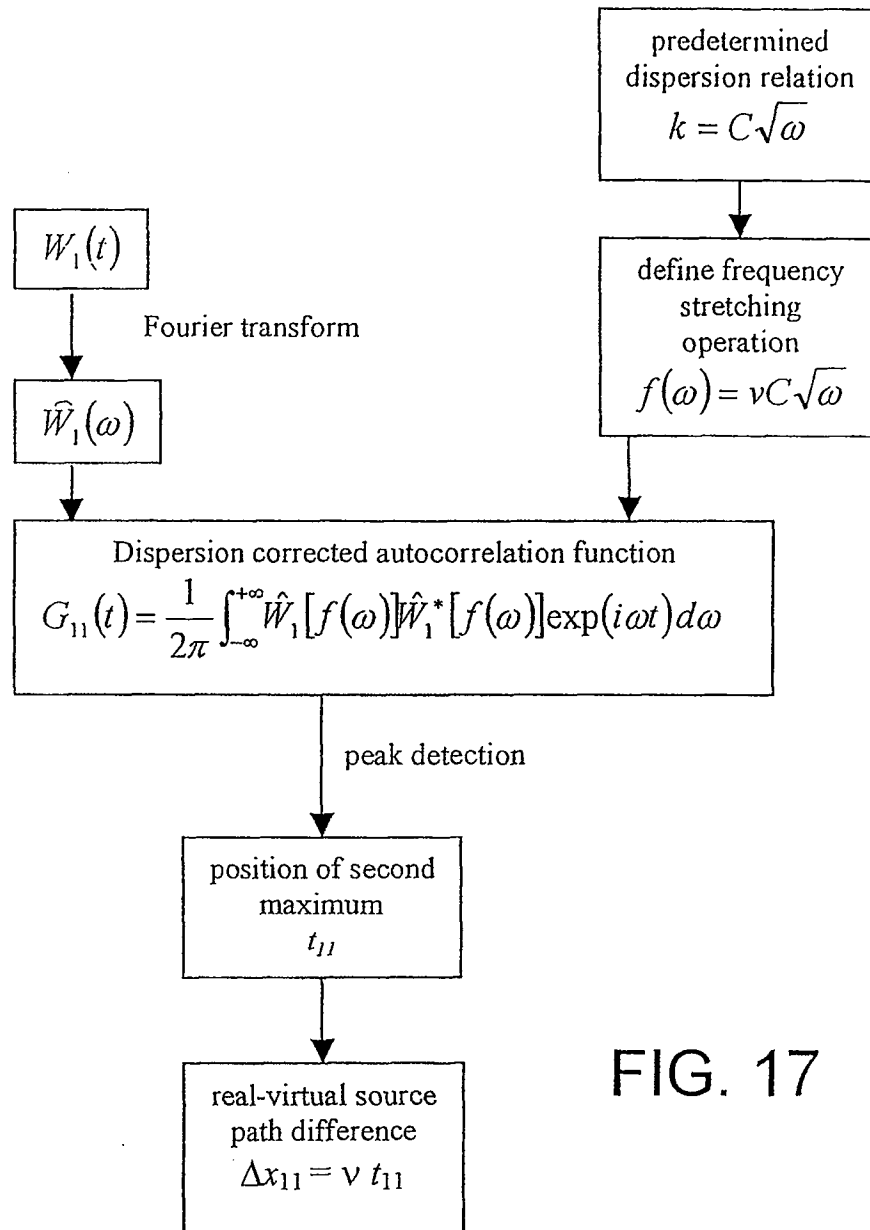 predetermined
dispersion relation
k = C√ω
W₁(t)
Fourier transform
Ŵ₁(ω)
define frequency
stretching
operation
f(ω) = νC√ω
Dispersion corrected autocorrelation function
G₁₁(t) = 1/2π ∫₋∞⁺∞ Ŵ₁[f(ω)]Ŵ₁*[f(ω)]exp(iωt)dω
peak detection
position of second
maximum
t₁₁
real-virtual source
path difference
Δx₁₁ = ν t₁₁
FIG. 17